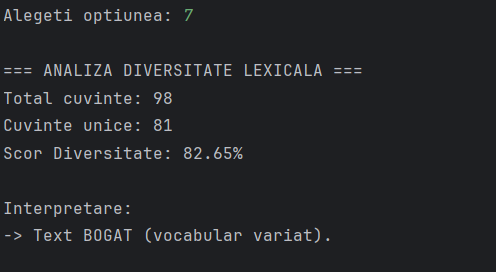 Alegeti optiunea: 7
=== ANALIZA DIVERSITATE LEXICALA ===
Total cuvinte: 98
Cuvinte unice: 81
Scor Diversitate: 82.65%
Interpretare:
-> Text BOGAT (vocabular variat).